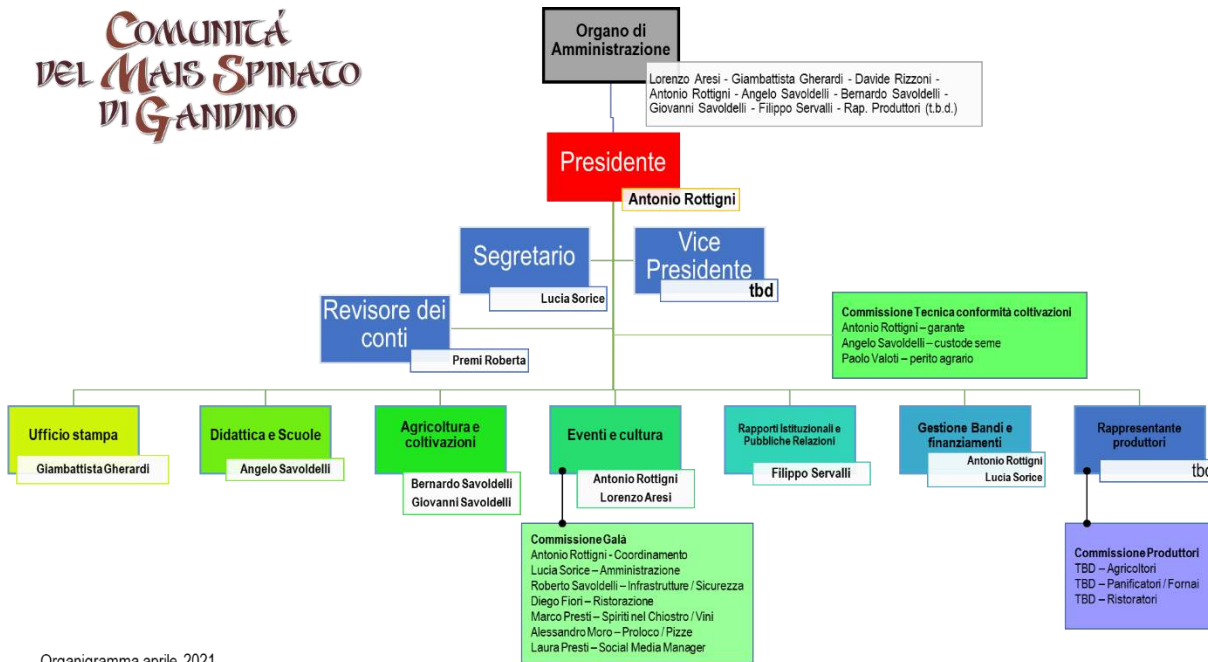 COMUNITÁ
DEL MAIS SPINATO
DI GANDINO
Organo di
Amministrazione
Lorenzo Aresi - Giambattista Gherardi - Davide Rizzoni -
Antonio Rottigni - Angelo Savoldelli - Bernardo Savoldelli -
Giovanni Savoldelli - Filippo Servalli - Rap. Produttori (t.b.d.)
Presidente
Antonio Rottigni
Segretario
Lucia Sorice
Vice
Presidente
tbd
Revisore dei
conti
Premi Roberta
Commissione Tecnica conformità coltivazioni
Antonio Rottigni – garante
Angelo Savoldelli – custode seme
Paolo Valoti – perito agrario
Ufficio stampa
Giambattista Gherardi
Didattica e Scuole
Angelo Savoldelli
Agricoltura e
coltivazioni
Bernardo Savoldelli
Giovanni Savoldelli
Eventi e cultura
Antonio Rottigni
Lorenzo Aresi
Rapporti Istituzionali e
Pubbliche Relazioni
Filippo Servalli
Gestione Bandi e
finanziamenti
Antonio Rottigni
Lucia Sorice
Rappresentante
produttori
tbd
Commissione Galà
Antonio Rottigni - Coordinamento
Lucia Sorice – Amministrazione
Roberto Savoldelli – Infrastrutture / Sicurezza
Diego Fiori – Ristorazione
Marco Presti – Spiriti nel Chiostro / Vini
Alessandro Moro – Proloco / Pizze
Laura Presti – Social Media Manager
Commissione Produttori
TBD – Agricoltori
TBD – Panificatori / Fornai
TBD – Ristoratori
Organigramma aprile 2021